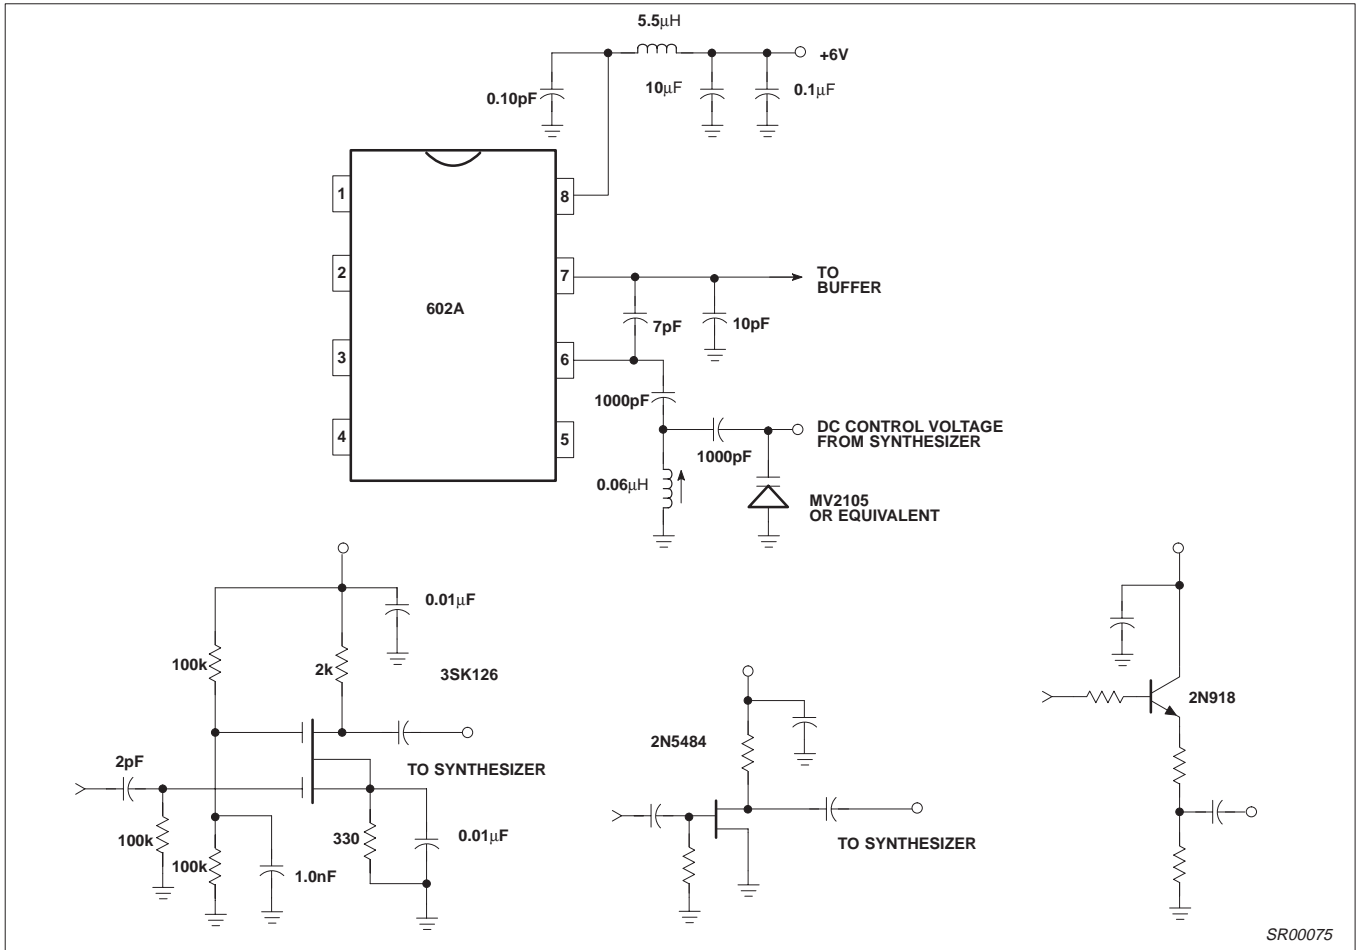 5.5µH
+6V
0.10pF
10µF
0.1µF
1
8
2
7
TO
BUFFER
602A
7pF
10pF
3
6
1000pF
4
5
DC CONTROL VOLTAGE
FROM SYNTHESIZER
1000pF
0.06µH
MV2105
OR EQUIVALENT
0.01µF
100k
2k
3SK126
2N918
2N5484
2pF
TO SYNTHESIZER
100k
330
0.01µF
TO SYNTHESIZER
100k
1.0nF
SR00075